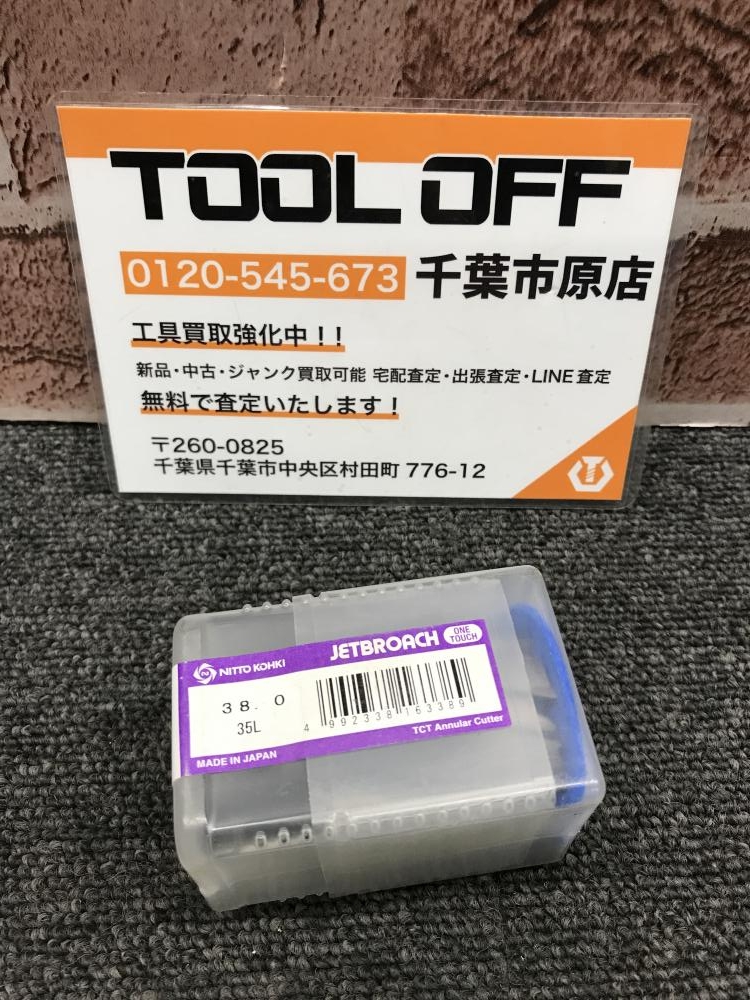 TOOL OFF
0120-545-673 千葉市原店
工具買取強化中！！
新品・中古・ジャンク買取可能 宅配査定・出張査定・LINE査定
無料で査定いたします！
〒260-0825
千葉県千葉市中央区村田町 776-12
NITTO KOHKI JETBROACH ONE TOUCH
38.0
35L
4 992338 163389
MADE IN JAPAN TCT Annular Cutter